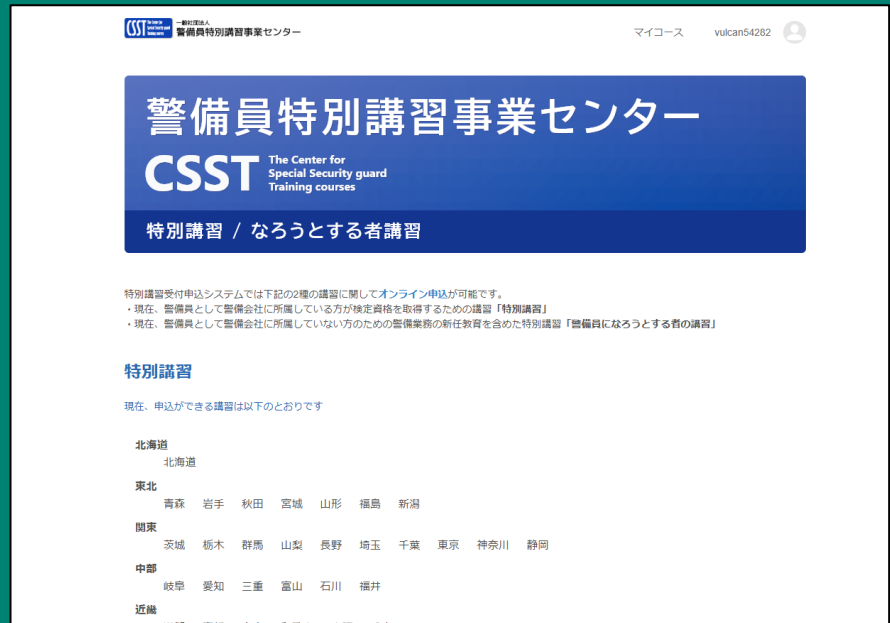 CSST The Center for Special Security guard Training courses
一般社団法人
警備員特別講習事業センター
マイコース vulcan54282
警備員特別講習事業センター
CSST
The Center for
Special Security guard
Training courses
特別講習 / なろうとする者講習
特別講習受付申込システムでは下記の2種の講習に関してオンライン申込が可能です。
・現在、警備員として警備会社に所属している方が検定資格を取得するための講習「特別講習」
・現在、警備員として警備会社に所属していない方のための警備業務の新任教育を含めた特別講習「警備員になろうとする者の講習」
特別講習
現在、申込ができる講習は以下のとおりです
北海道
北海道
東北
青森 岩手 秋田 宮城 山形 福島 新潟
関東
茨城 栃木 群馬 山梨 長野 埼玉 千葉 東京 神奈川 静岡
中部
岐阜 愛知 三重 富山 石川 福井
近畿